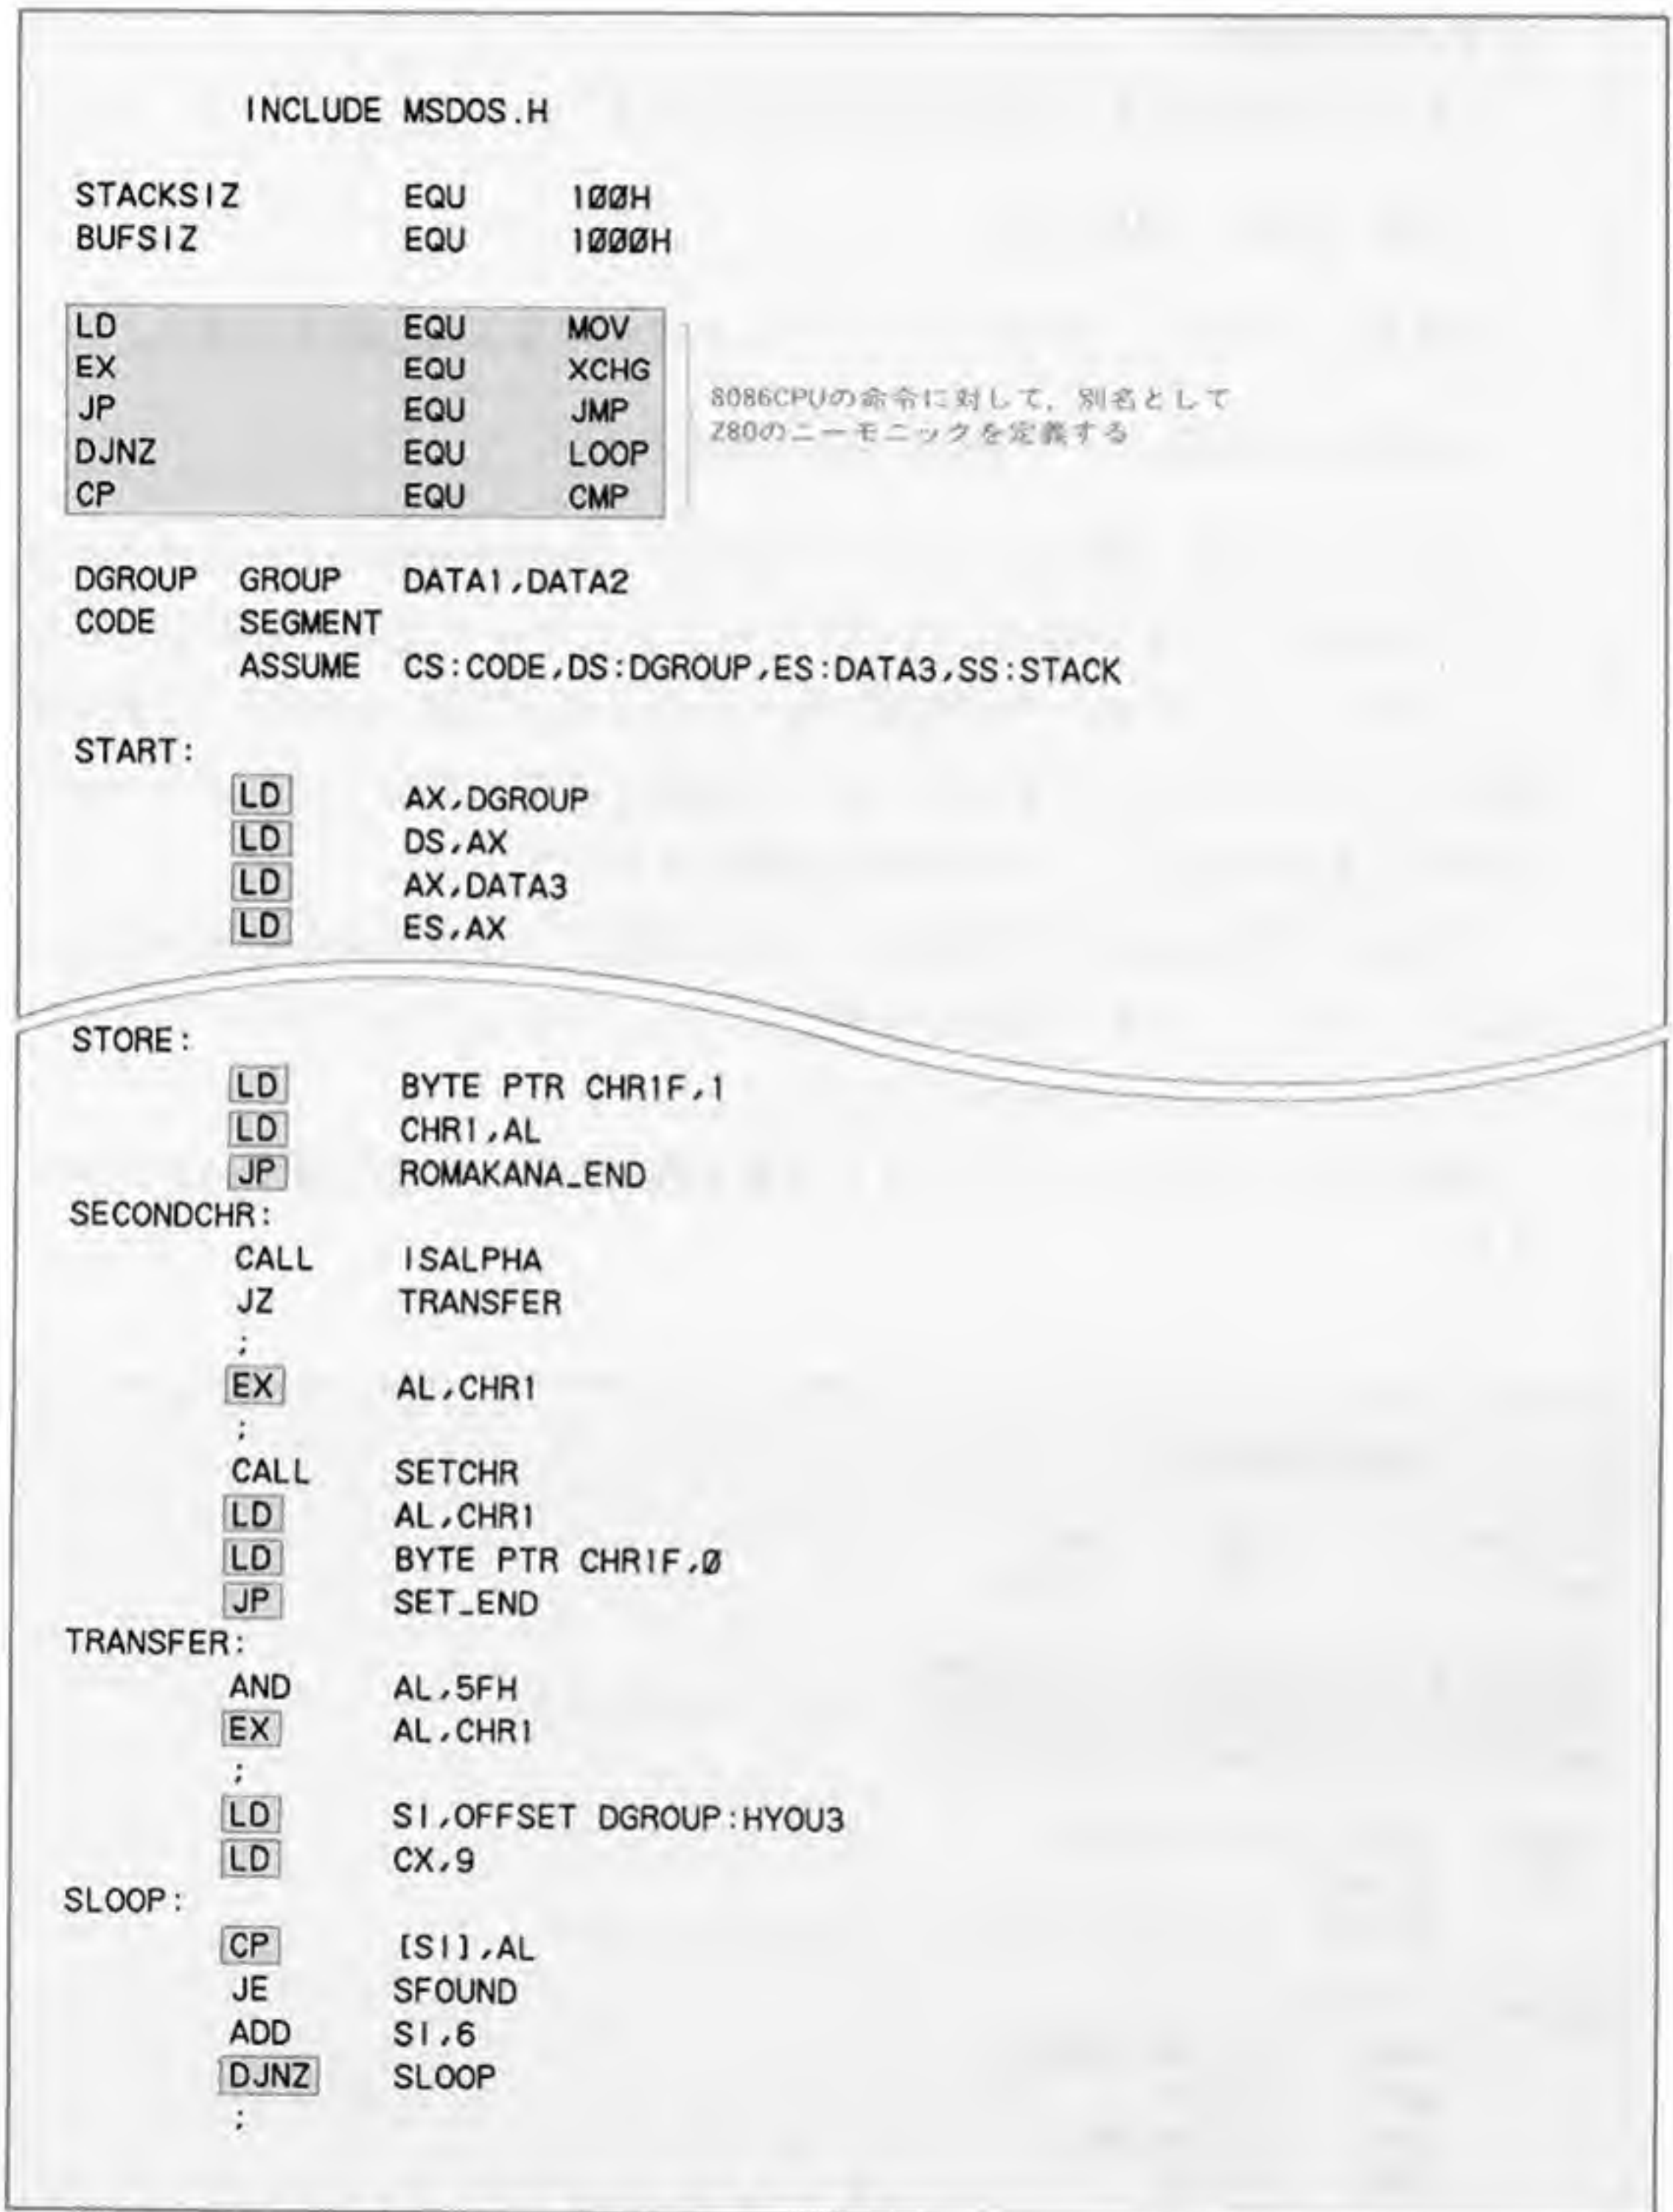 INCLUDE MSDOS.H
STACKSIZ EQU 100H
BUFSIZ EQU 1000H
LD EQU MOV
EX EQU XCHG
JP EQU JMP
DJNZ EQU LOOP
CP EQU CMP
8086CPUの命令に対して，別名として
Z80のニーモニックを定義する
DGROUP GROUP DATA1,DATA2
CODE SEGMENT
ASSUME CS:CODE,DS:DGROUP,ES:DATA3,SS:STACK
START:
LD AX,DGROUP
LD DS,AX
LD AX,DATA3
LD ES,AX
STORE:
LD BYTE PTR CHR1F,1
LD CHR1,AL
JP ROMAKANA_END
SECONDCHR:
CALL ISALPHA
JZ TRANSFER
;
EX AL,CHR1
;
CALL SETCHR
LD AL,CHR1
LD BYTE PTR CHR1F,0
JP SET_END
TRANSFER:
AND AL,5FH
EX AL,CHR1
;
LD SI,OFFSET DGROUP:HYOU3
LD CX,9
SLOOP:
CP [SI],AL
JE SFOUND
ADD SI,6
DJNZ SLOOP
;